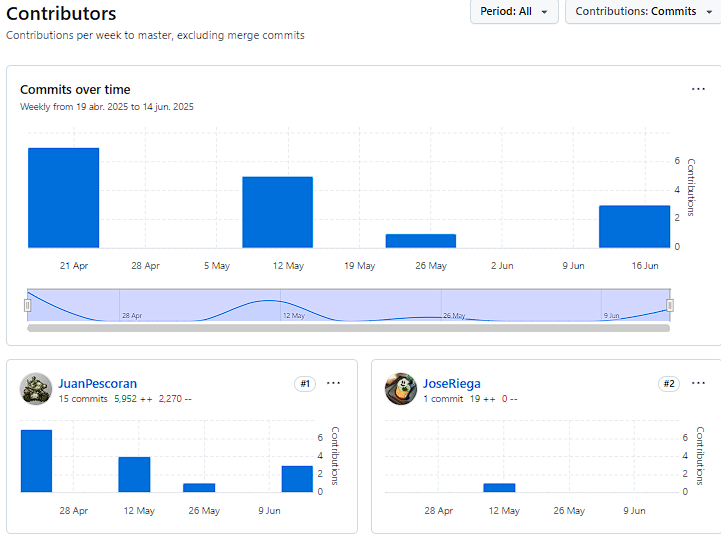 Contributors
Period: All
Contributions: Commits
Contributions per week to master, excluding merge commits
Commits over time
Weekly from 19 abr. 2025 to 14 jun. 2025
6
4
2
0
Contributions
21 Apr 28 Apr 5 May 12 May 19 May 26 May 2 Jun 9 Jun 16 Jun
28 Apr 12 May 26 May 9 Jun
JuanPescoran
#1
15 commits 5,952 ++ 2,270 --
6
4
2
0
Contributions
28 Apr 12 May 26 May 9 Jun
JoseRiega
#2
1 commit 19 ++ 0 --
6
4
2
0
Contributions
28 Apr 12 May 26 May 9 Jun